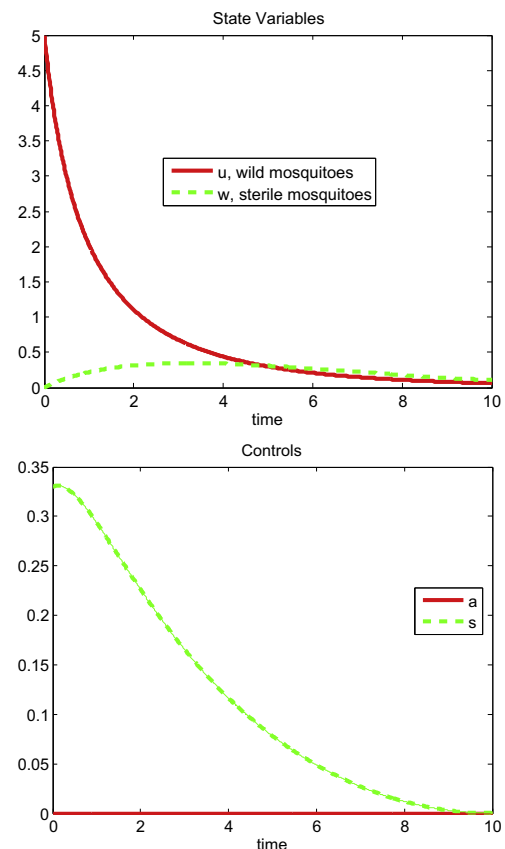 State Variables
5
4.5
4
3.5
3
2.5
2
1.5
1
0.5
0
u, wild mosquitoes
w, sterile mosquitoes
0 2 4 6 8 10
time
Controls
0.35
0.3
0.25
0.2
0.15
0.1
0.05
0
a
s
0 2 4 6 8 10
time